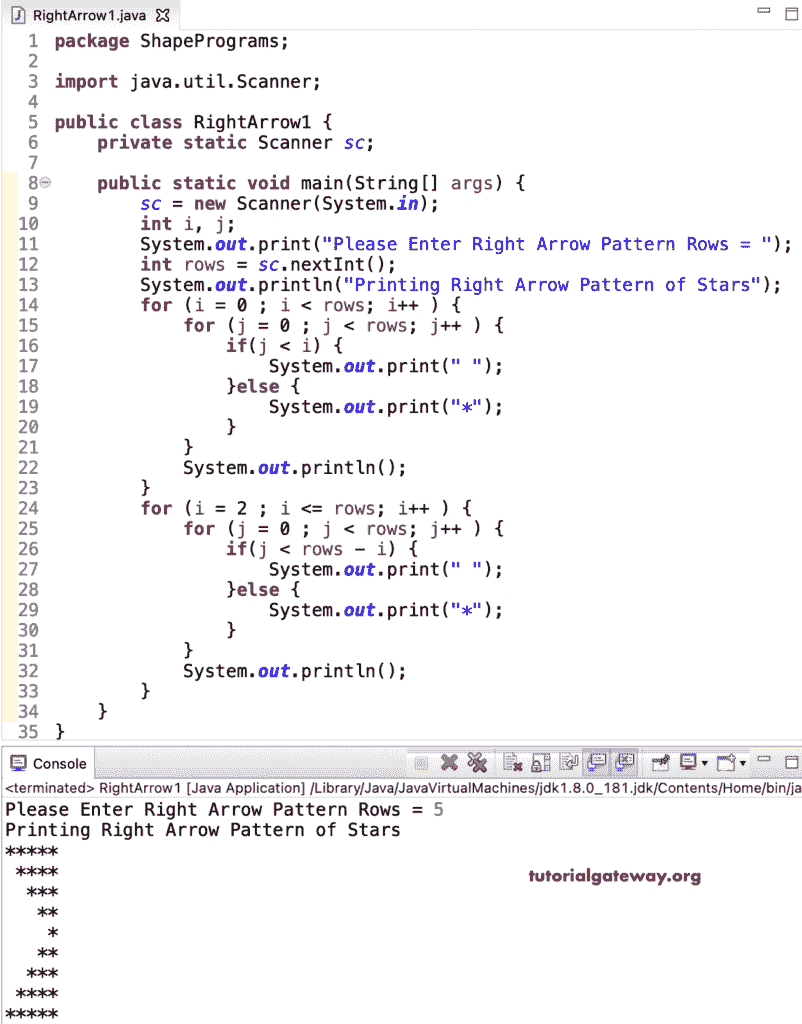 RightArrow1.java
1 package ShapePrograms;
2
3 import java.util.Scanner;
4
5 public class RightArrow1 {
6     private static Scanner sc;
7
8     public static void main(String[] args) {
9         sc = new Scanner(System.in);
10         int i, j;
11         System.out.print("Please Enter Right Arrow Pattern Rows = ");
12         int rows = sc.nextInt();
13         System.out.println("Printing Right Arrow Pattern of Stars");
14         for (i = 0 ; i < rows; i++ ) {
15             for (j = 0 ; j < rows; j++ ) {
16                 if(j < i) {
17                     System.out.print(" ");
18                 }else {
19                     System.out.print("*");
20                 }
21             }
22             System.out.println();
23         }
24         for (i = 2 ; i <= rows; i++ ) {
25             for (j = 0 ; j < rows; j++ ) {
26                 if(j < rows - i) {
27                     System.out.print(" ");
28                 }else {
29                     System.out.print("*");
30                 }
31             }
32             System.out.println();
33         }
34     }
35 }
Console
<terminated> RightArrow1 [Java Application] /Library/Java/JavaVirtualMachines/jdk1.8.0_181.jdk/Contents/Home/bin/ja
Please Enter Right Arrow Pattern Rows = 5
Printing Right Arrow Pattern of Stars
*****
 ****
tutorialgateway.org
  ***
   **
    *
   **
  ***
 ****
*****